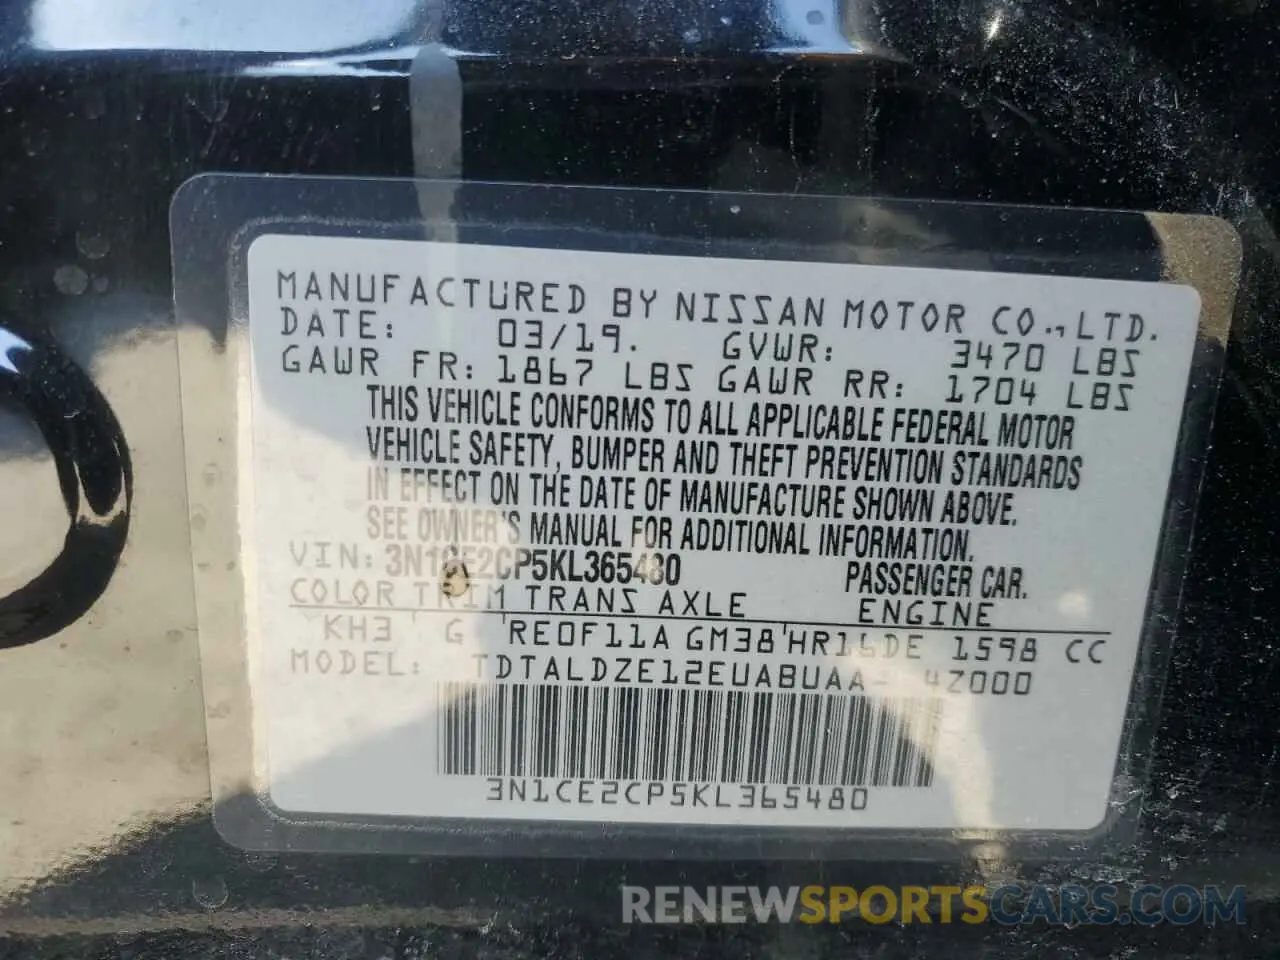 MANUFACTURED BY NISSAN MOTOR CO., LTD.
DATE: 03/19. GVWR: 3470 LBS
GAWR FR: 1867 LBS GAWR RR: 1704 LBS
THIS VEHICLE CONFORMS TO ALL APPLICABLE FEDERAL MOTOR
VEHICLE SAFETY, BUMPER AND THEFT PREVENTION STANDARDS
IN EFFECT ON THE DATE OF MANUFACTURE SHOWN ABOVE.
SEE OWNER'S MANUAL FOR ADDITIONAL INFORMATION.
VIN: 3N1CE2CP5KL365480 PASSENGER CAR.
COLOR TRIM TRANS AXLE ENGINE
KH3 G RE0F11A GM38 HR16DE 1598 CC
MODEL: TDTALDZE12EUABUAA- 4Z000
3N1CE2CP5KL365480
RENEWSPORTSCARS.COM